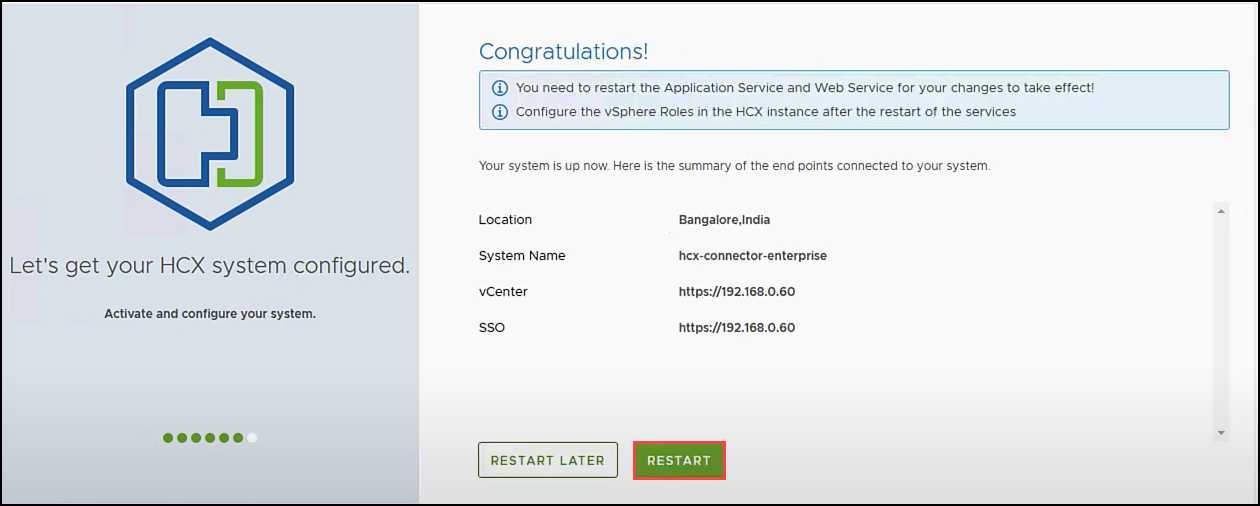 Let's get your HCX system configured.
Activate and configure your system.
Congratulations!
You need to restart the Application Service and Web Service for your changes to take effect!
Configure the vSphere Roles in the HCX instance after the restart of the services
Your system is up now. Here is the summary of the end points connected to your system.
Location Bangalore,India
System Name hcx-connector-enterprise
vCenter https://192.168.0.60
SSO https://192.168.0.60
RESTART LATER RESTART